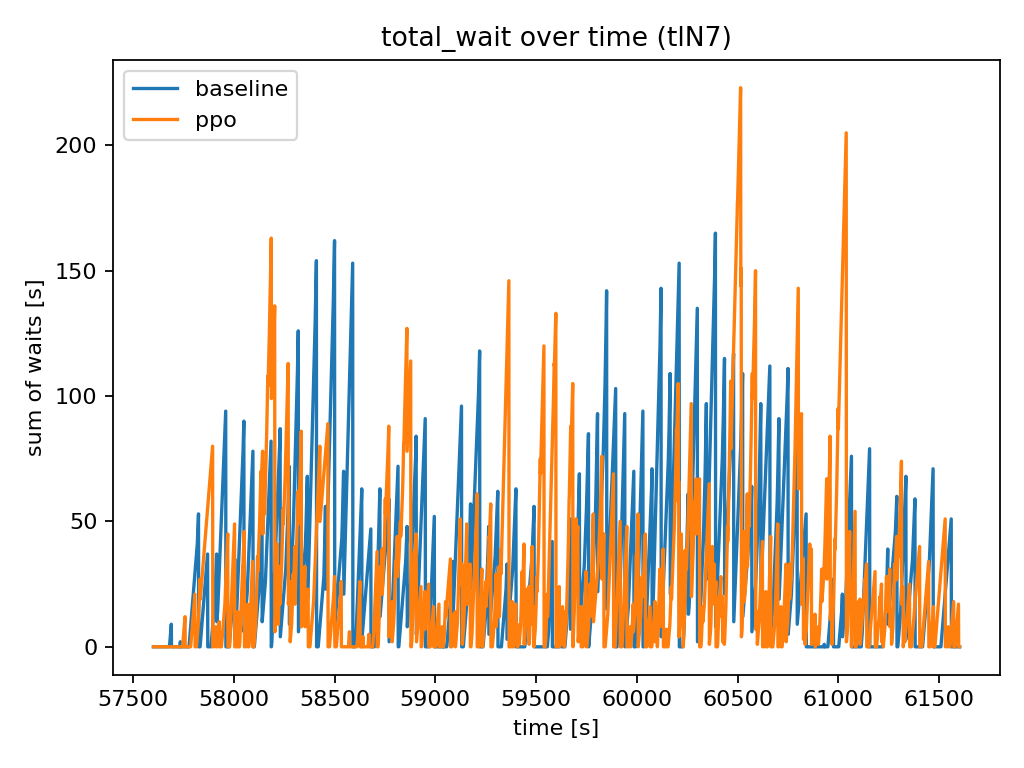 total_wait over time (tlN7)
baseline
ppo
sum of waits [s]
200
150
100
50
0
57500 58000 58500 59000 59500 60000 60500 61000 61500
time [s]